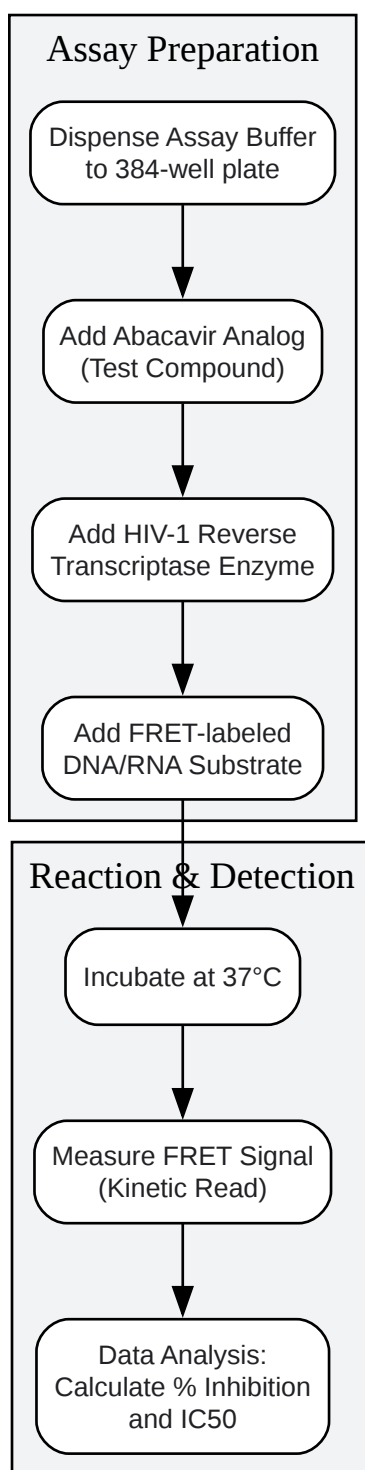 Assay Preparation
Dispense Assay Buffer
to 384-well plate
Add Abacavir Analog
(Test Compound)
Add HIV-1 Reverse
Transcriptase Enzyme
Add FRET-labeled
DNA/RNA Substrate
Reaction & Detection
Incubate at 37°C
Measure FRET Signal
(Kinetic Read)
Data Analysis:
Calculate % Inhibition
and IC50